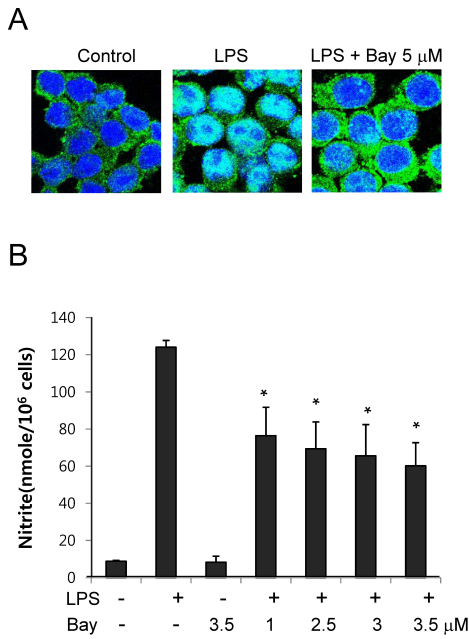 A
Control LPS LPS + Bay 5 μM
B
Nitrite(nmole/10⁶ cells)
140
120
100
80
60
40
20
0
* * * *
LPS - + - + + + +
Bay - - 3.5 1 2.5 3 3.5 μM